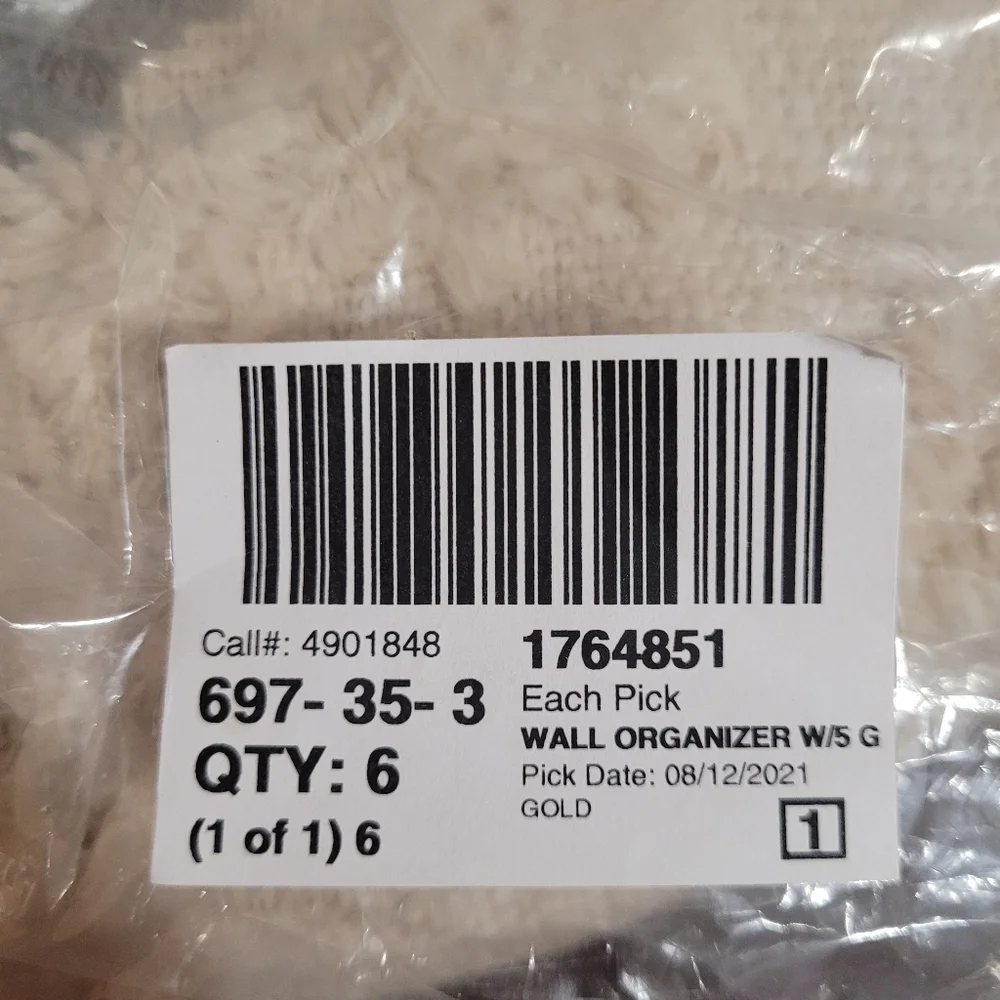 Call#: 4901848
697- 35- 3
QTY: 6
(1 of 1) 6
1764851
Each Pick
WALL ORGANIZER W/5 G
Pick Date: 08/12/2021
GOLD
1